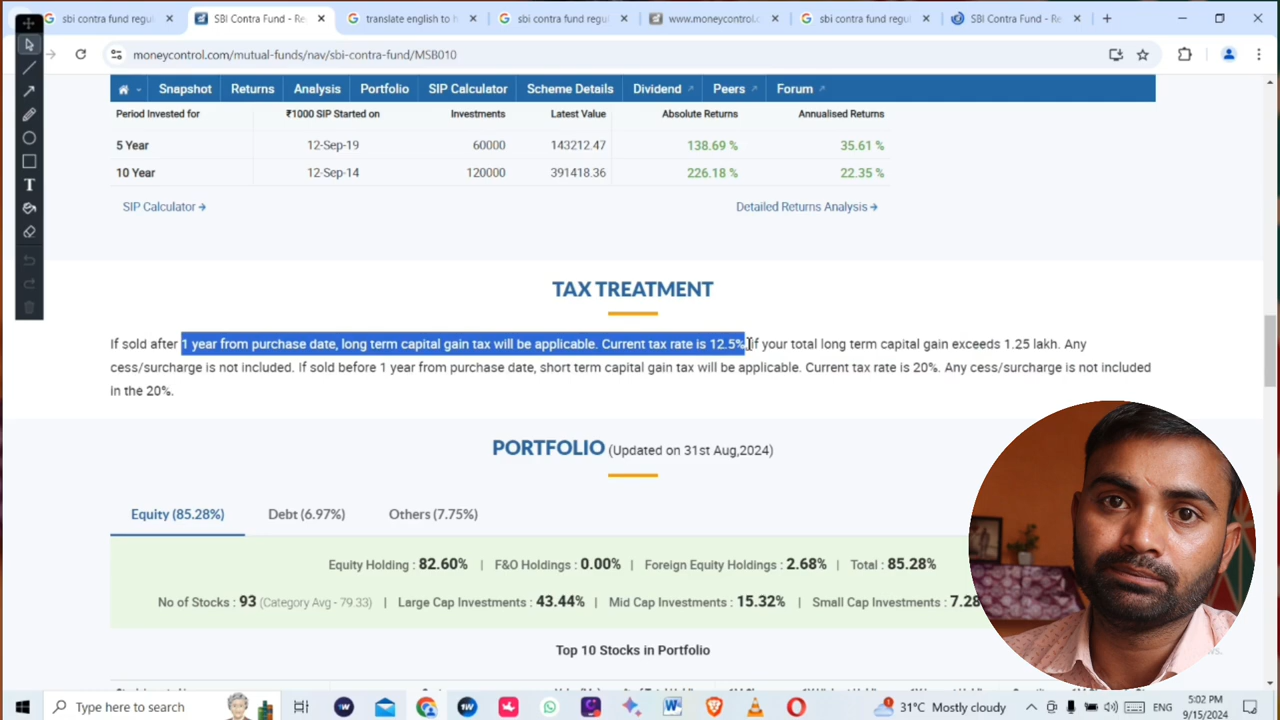 sbi contra fund regu
SBI Contra Fund - Re
translate english to
sbi contra fund regu
www.moneycontrol.
sbi contra fund regu
SBI Contra Fund - Re
moneycontrol.com/mutual-funds/nav/sbi-contra-fund/MSB010
Snapshot Returns Analysis Portfolio SIP Calculator Scheme Details Dividend Peers Forum
Period Invested for ₹1000 SIP Started on Investments Latest Value Absolute Returns Annualised Returns
5 Year 12-Sep-19 60000 143212.47 138.69 % 35.61 %
10 Year 12-Sep-14 120000 391418.36 226.18 % 22.35 %
SIP Calculator Detailed Returns Analysis
TAX TREATMENT
If sold after 1 year from purchase date, long term capital gain tax will be applicable. Current tax rate is 12.5%. if your total long term capital gain exceeds 1.25 lakh. Any
cess/surcharge is not included. If sold before 1 year from purchase date, short term capital gain tax will be applicable. Current tax rate is 20%. Any cess/surcharge is not included
in the 20%.
PORTFOLIO (Updated on 31st Aug,2024)
Equity (85.28%) Debt (6.97%) Others (7.75%)
Equity Holding : 82.60% | F&O Holdings : 0.00% | Foreign Equity Holdings : 2.68% | Total : 85.28%
No of Stocks : 93 (Category Avg - 79.33) | Large Cap Investments : 43.44% | Mid Cap Investments : 15.32% | Small Cap Investments : 7.28
Top 10 Stocks in Portfolio
T
Type here to search
31°C Mostly cloudy
ENG
5:02 PM
9/15/2024